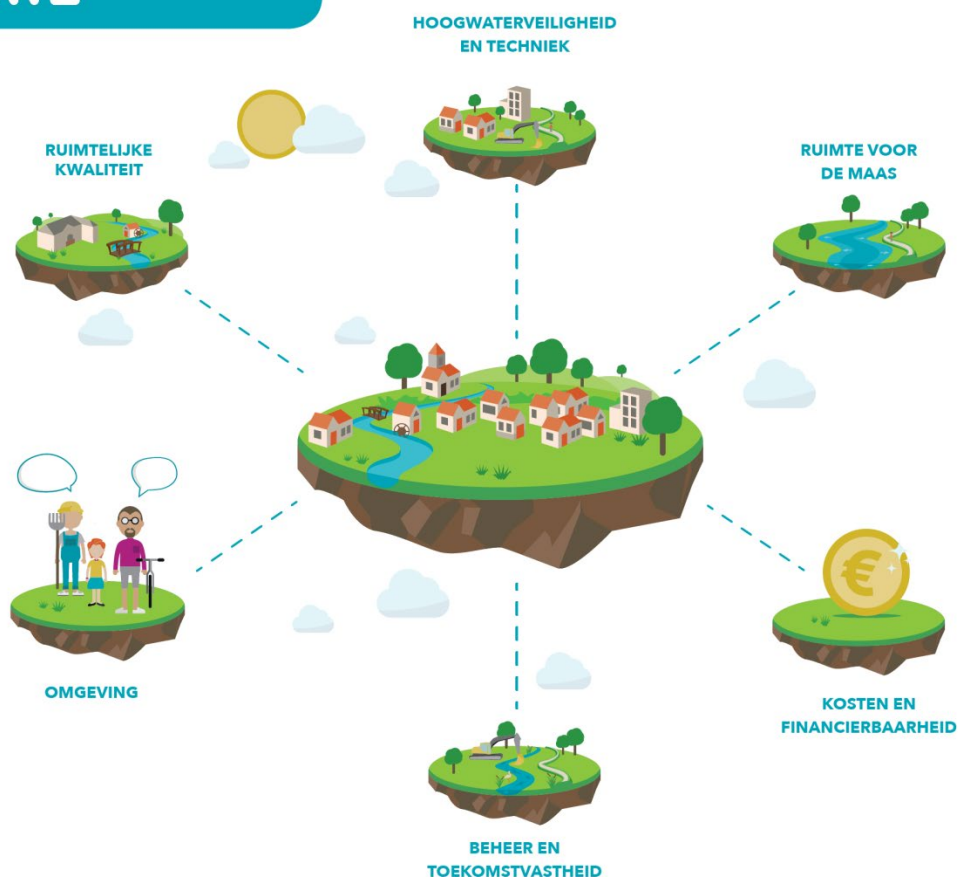 HOOGWATERVEILIGHEID
EN TECHNIEK
RUIMTELIJKE
KWALITEIT
RUIMTE VOOR
DE MAAS
€
OMGEVING
KOSTEN EN
FINANCIERBAARHEID
BEHEER EN
TOEKOMSTVASTHEID